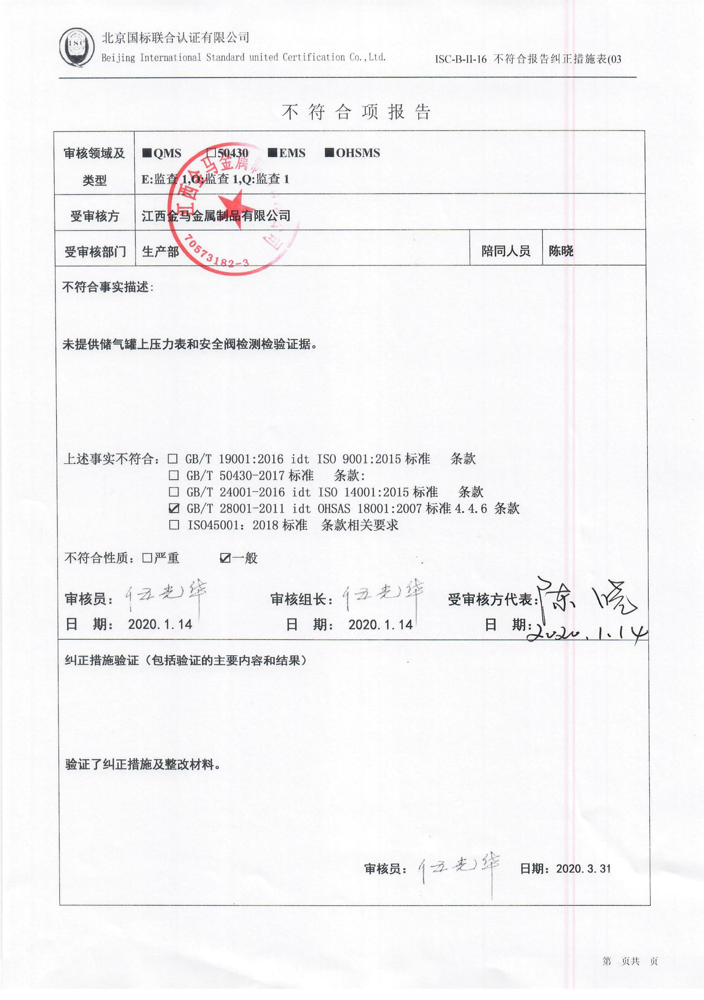 ISC
北京国标联合认证有限公司
Beijing International Standard united Certification Co.,Ltd.
ISC-B-II-16 不符合报告纠正措施表(03
不符合项报告
审核领域及类型
■QMS □50430 ■EMS ■OHSMS
E:监查 1,O:监查 1,Q:监查 1
受审核方 江西金马金属制品有限公司
受审核部门 生产部 陪同人员 陈晓
江西金马金属制
公司
70573182-3
不符合事实描述:
未提供储气罐上压力表和安全阀检测检验证据。
上述事实不符合：□ GB/T 19001:2016 idt ISO 9001:2015 标准 条款
□ GB/T 50430-2017 标准 条款:
□ GB/T 24001-2016 idt ISO 14001:2015 标准 条款
☑ GB/T 28001-2011 idt OHSAS 18001:2007 标准 4.4.6 条款
□ ISO45001：2018 标准 条款相关要求
不符合性质：□严重 ☑一般
审核员：伍光华 审核组长：伍光华 受审核方代表：陈晓
日 期： 2020.1.14 日 期： 2020.1.14 日 期：2020.1.14
纠正措施验证（包括验证的主要内容和结果）
验证了纠正措施及整改材料。
审核员：伍光华 日期：2020.3.31
第 页共 页